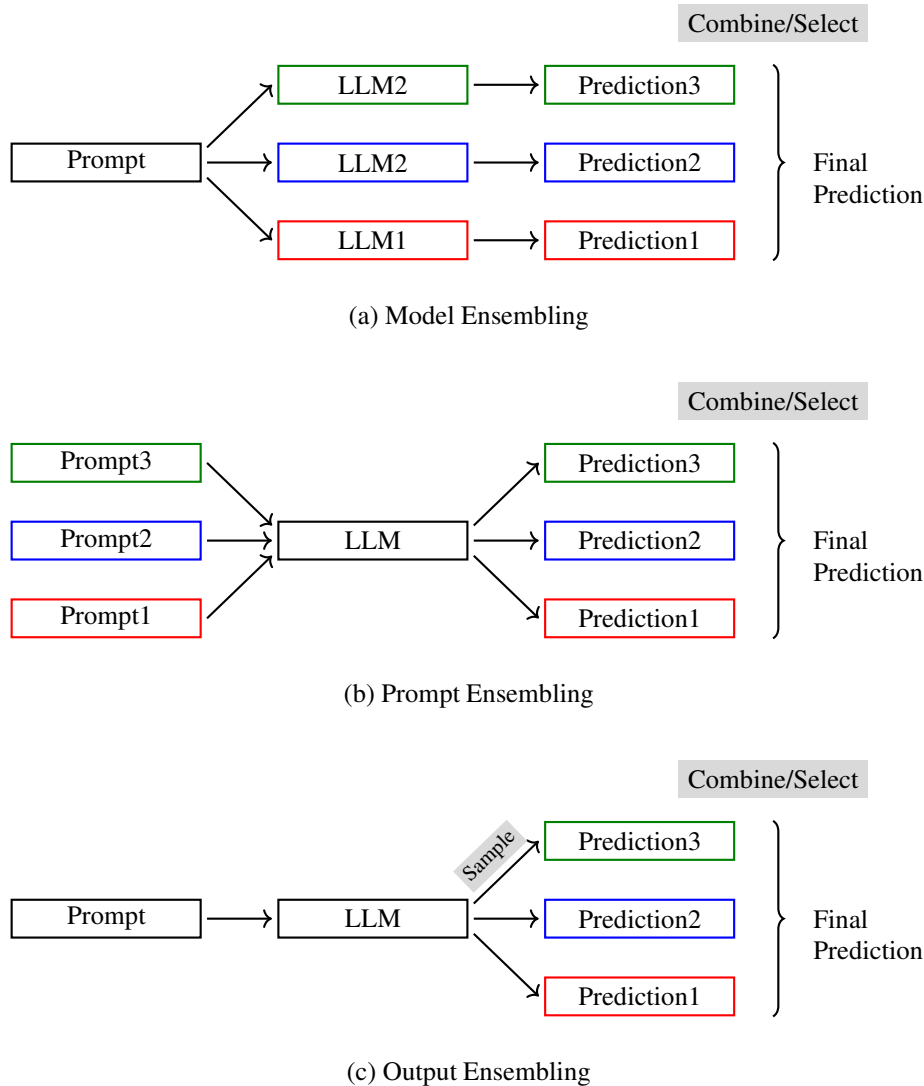 Combine/Select
LLM2
Prediction3
Prompt
LLM2
Prediction2
Final
Prediction
LLM1
Prediction1
(a) Model Ensembling
Combine/Select
Prompt3
Prediction3
Prompt2
LLM
Prediction2
Final
Prediction
Prompt1
Prediction1
(b) Prompt Ensembling
Combine/Select
Sample
Prediction3
Prompt
LLM
Prediction2
Final
Prediction
Prediction1
(c) Output Ensembling